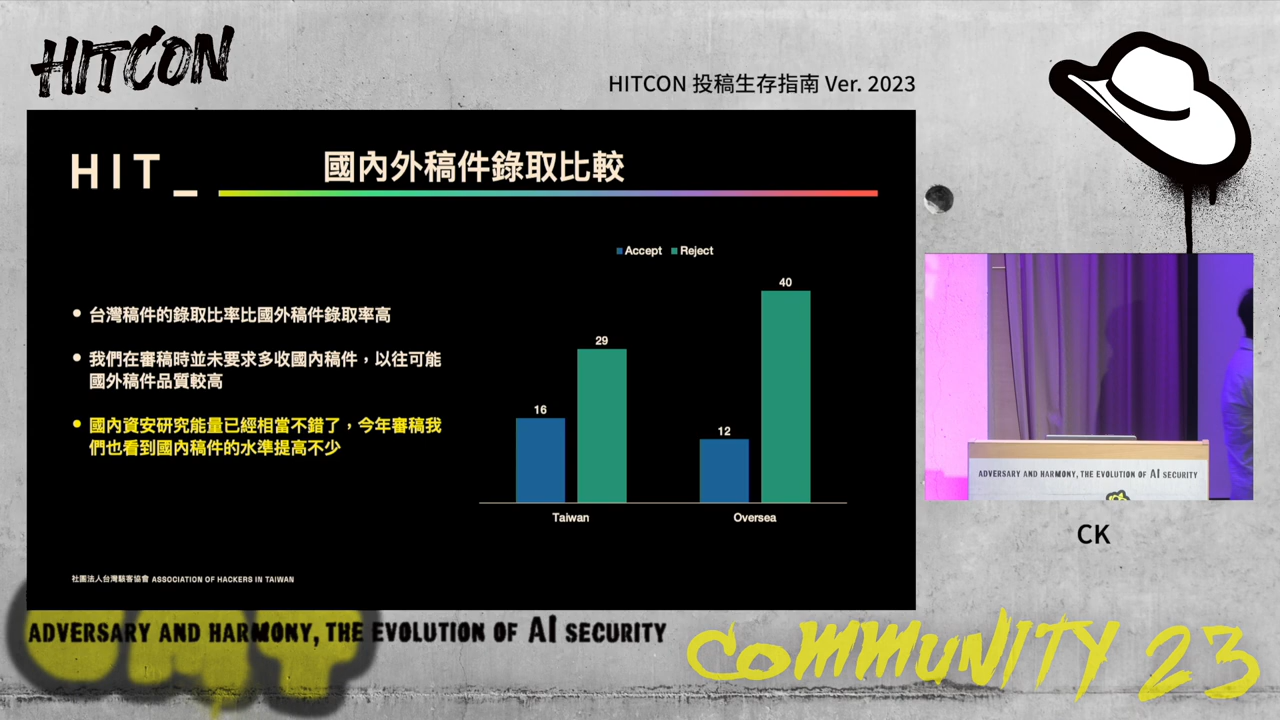 HITCON
HITCON 投稿生存指南 Ver. 2023
HIT_
國內外稿件錄取比較
Accept
Reject
台灣稿件的錄取比率比國外稿件錄取率高
我們在審稿時並未要求多收國內稿件，以往可能
國外稿件品質較高
國內資安研究能量已經相當不錯了，今年審稿我
們也看到國內稿件的水準提高不少
16
29
12
40
Taiwan
Oversea
社團法人台灣駭客協會 ASSOCIATION OF HACKERS IN TAIWAN
ADVERSARY AND HARMONY, THE EVOLUTION OF AI SECURITY
CK
ADVERSARY AND HARMONY, THE EVOLUTION OF AI SECURITY
COMMUNITY 23